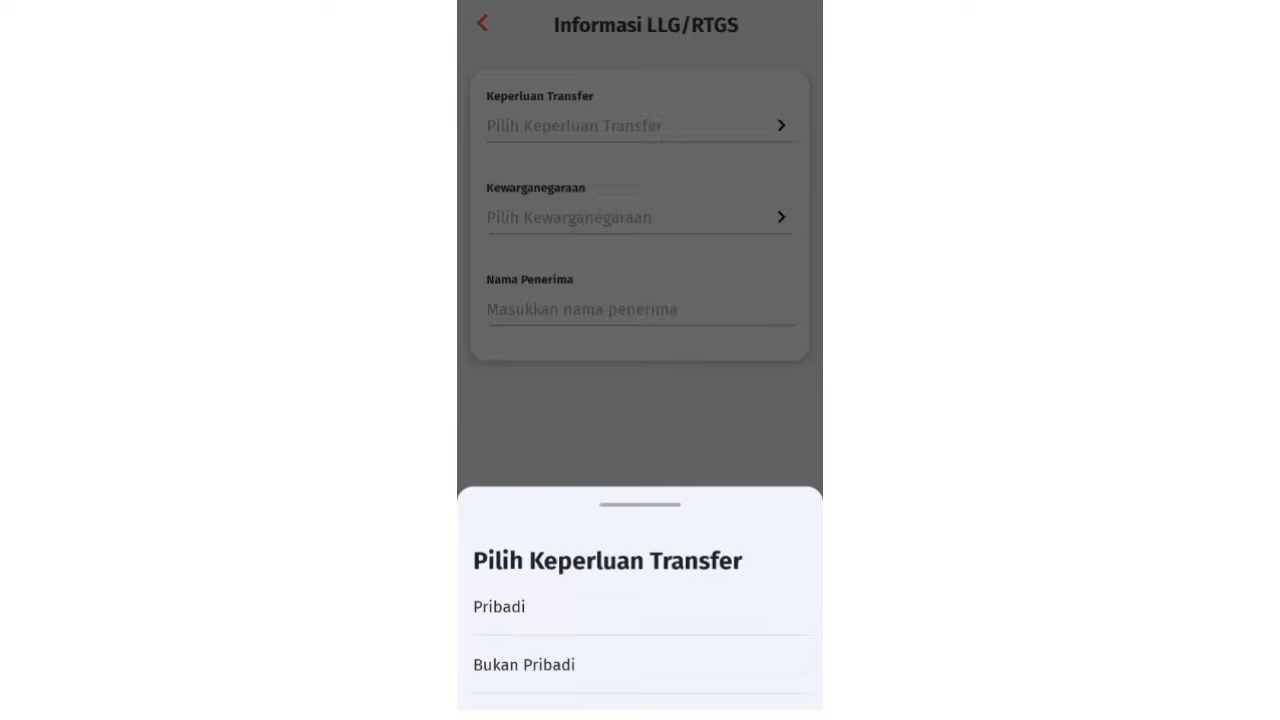 Informasi LLG/RTGS
Keperluan Transfer
Pilih Keperluan Transfer
Kewarganegaraan
Pilih Kewarganegaraan
Nama Penerima
Masukkan nama penerima
Pilih Keperluan Transfer
Pribadi
Bukan Pribadi